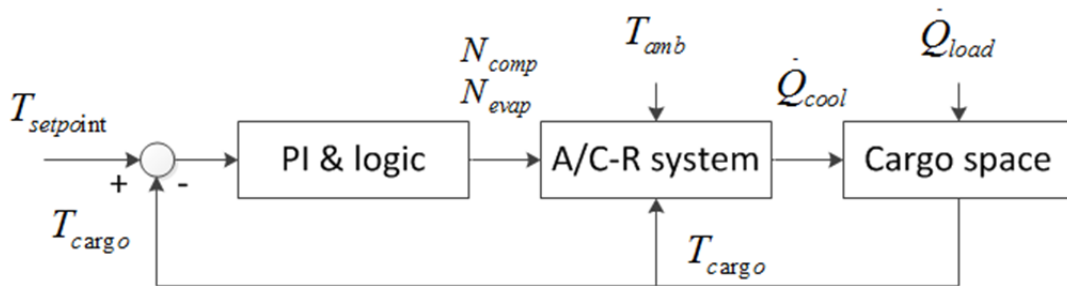 T_setpoint
+
-
T_cargo
PI & logic
N_comp
N_evap
T_amb
A/C-R system
T_cargo
Q̇_cool
Q̇_load
Cargo space